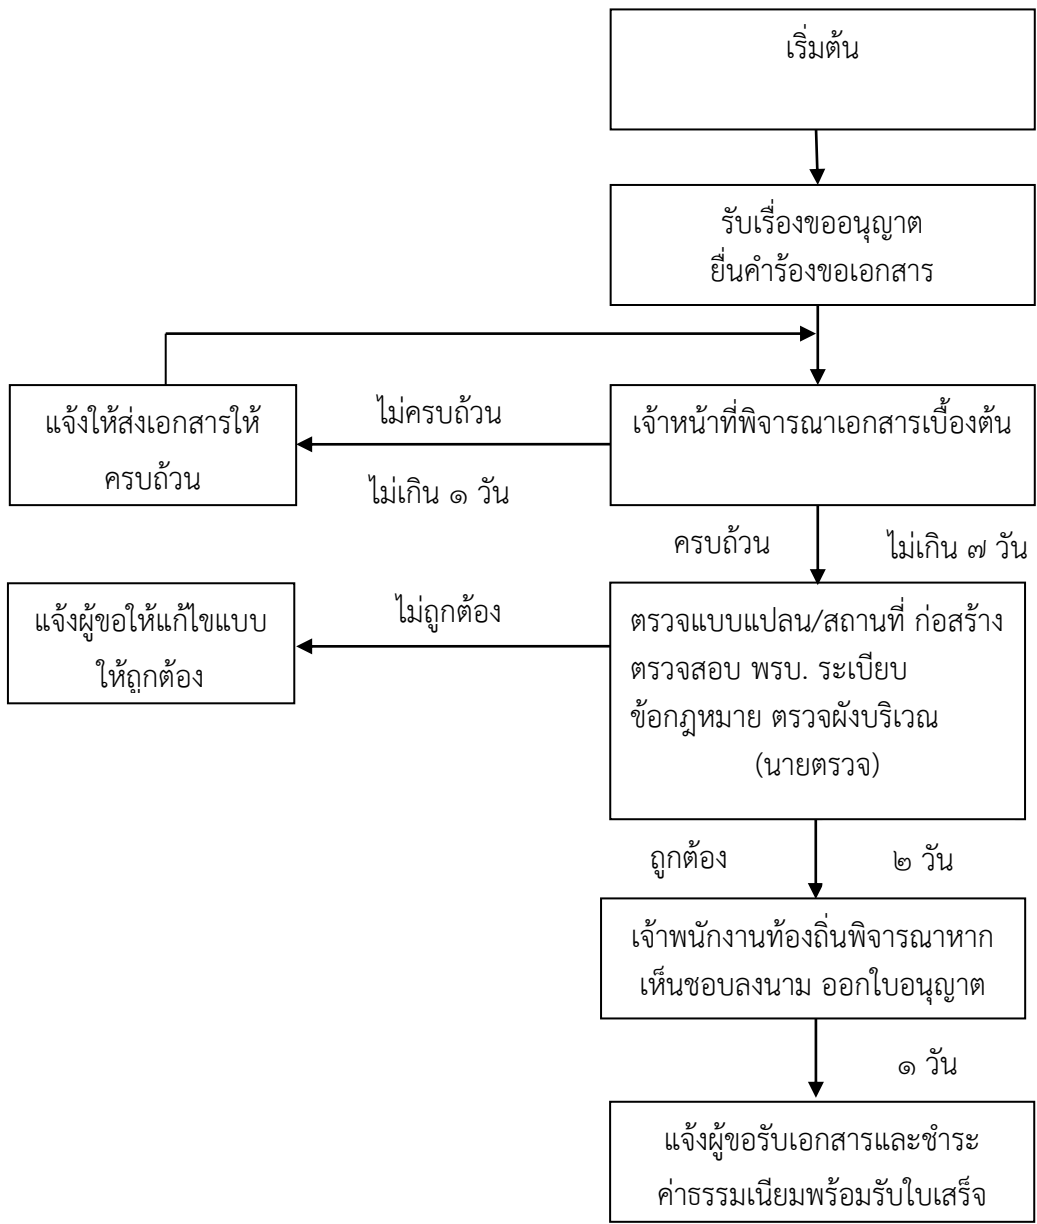 เริ่มต้น
รับเรื่องขออนุญาต
ยื่นคำร้องขอเอกสาร
แจ้งให้ส่งเอกสารให้
ครบถ้วน
ไม่ครบถ้วน
ไม่เกิน ๑ วัน
เจ้าหน้าที่พิจารณาเอกสารเบื้องต้น
ครบถ้วน
ไม่เกิน ๗ วัน
แจ้งผู้ขอให้แก้ไขแบบ
ให้ถูกต้อง
ไม่ถูกต้อง
ตรวจแบบแปลน/สถานที่ ก่อสร้าง
ตรวจสอบ พรบ. ระเบียบ
ข้อกฎหมาย ตรวจผังบริเวณ
(นายตรวจ)
ถูกต้อง
๒ วัน
เจ้าพนักงานท้องถิ่นพิจารณาหาก
เห็นชอบลงนาม ออกใบอนุญาต
๑ วัน
แจ้งผู้ขอรับเอกสารและชำระ
ค่าธรรมเนียมพร้อมรับใบเสร็จ